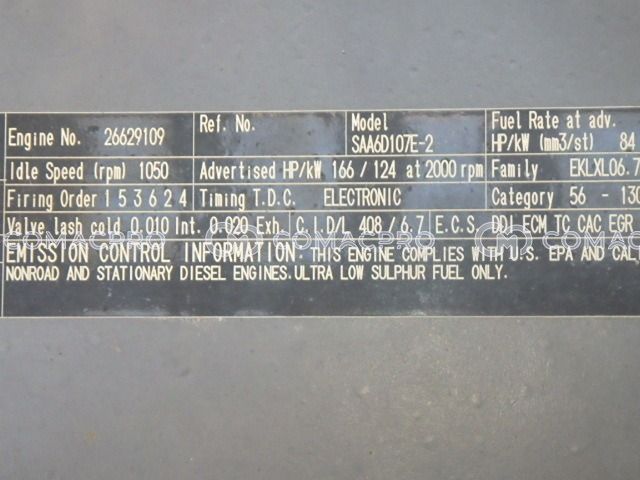 Engine No. 26629109 Ref. No. Model SAA6D107E-2 Fuel Rate at adv. HP/kW (mm3/st) 84
Idle Speed (rpm) 1050 Advertised HP/kW 166 / 124 at 2000 rpm Family EKLXL06.7
Firing Order 1 5 3 6 2 4 Timing T.D.C. ELECTRONIC Category 56 - 130
Valve lash cold 0.010 Int. 0.020 Exh. C.I.D/L 408 / 6.7 E.C.S. DDI ECM TC CAC EGR
COMACPRO COMACPRO COMACPRO
EMISSION CONTROL INFORMATION: THIS ENGINE COMPLIES WITH U.S. EPA AND CALI
NONROAD AND STATIONARY DIESEL ENGINES. ULTRA LOW SULPHUR FUEL ONLY.